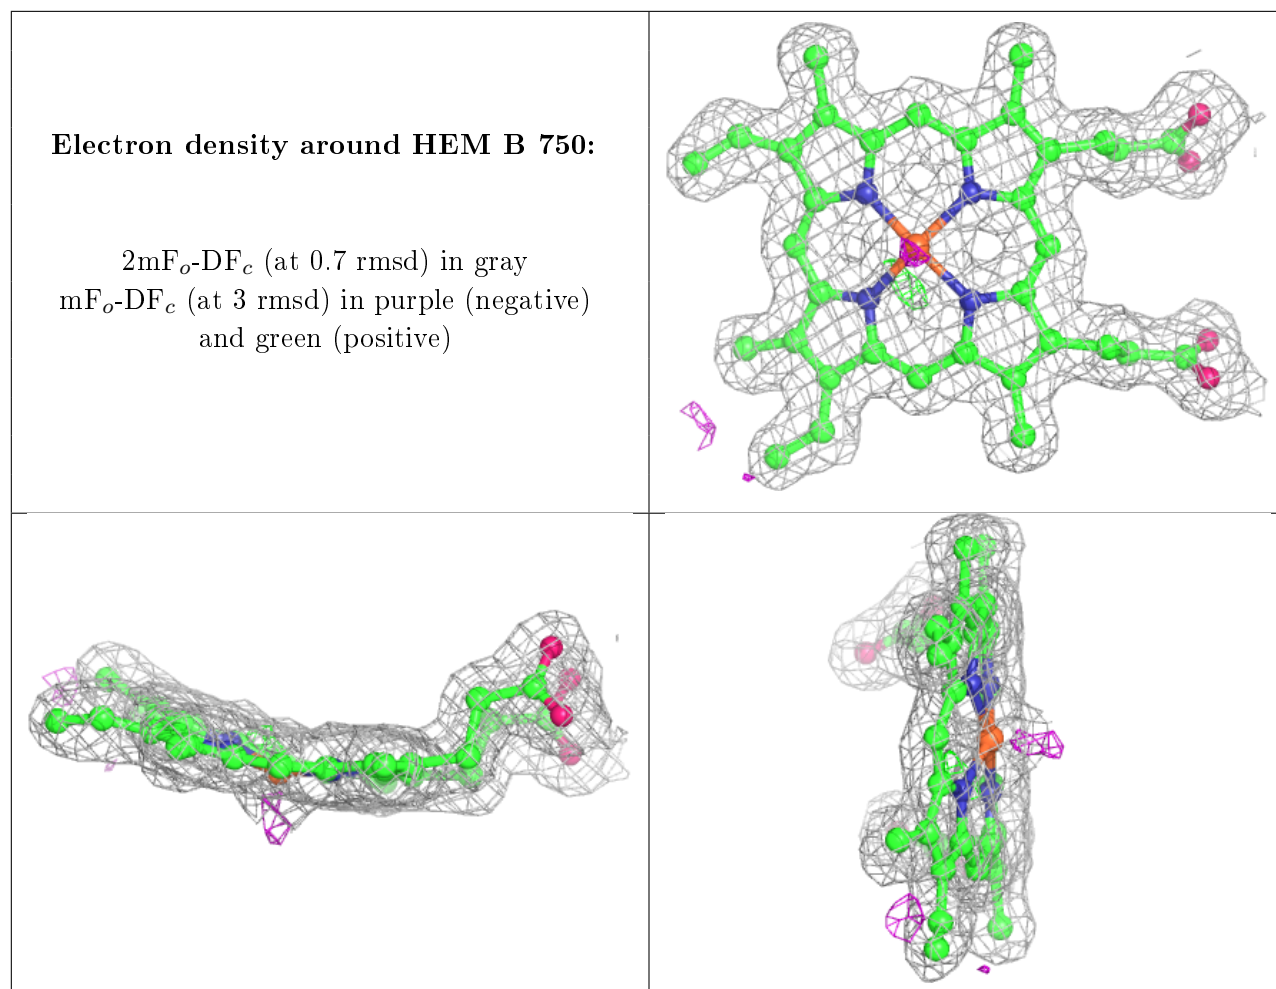 Electron density around HEM B 750:
2mFₒ-DF𝒸 (at 0.7 rmsd) in gray
mFₒ-DF𝒸 (at 3 rmsd) in purple (negative)
and green (positive)